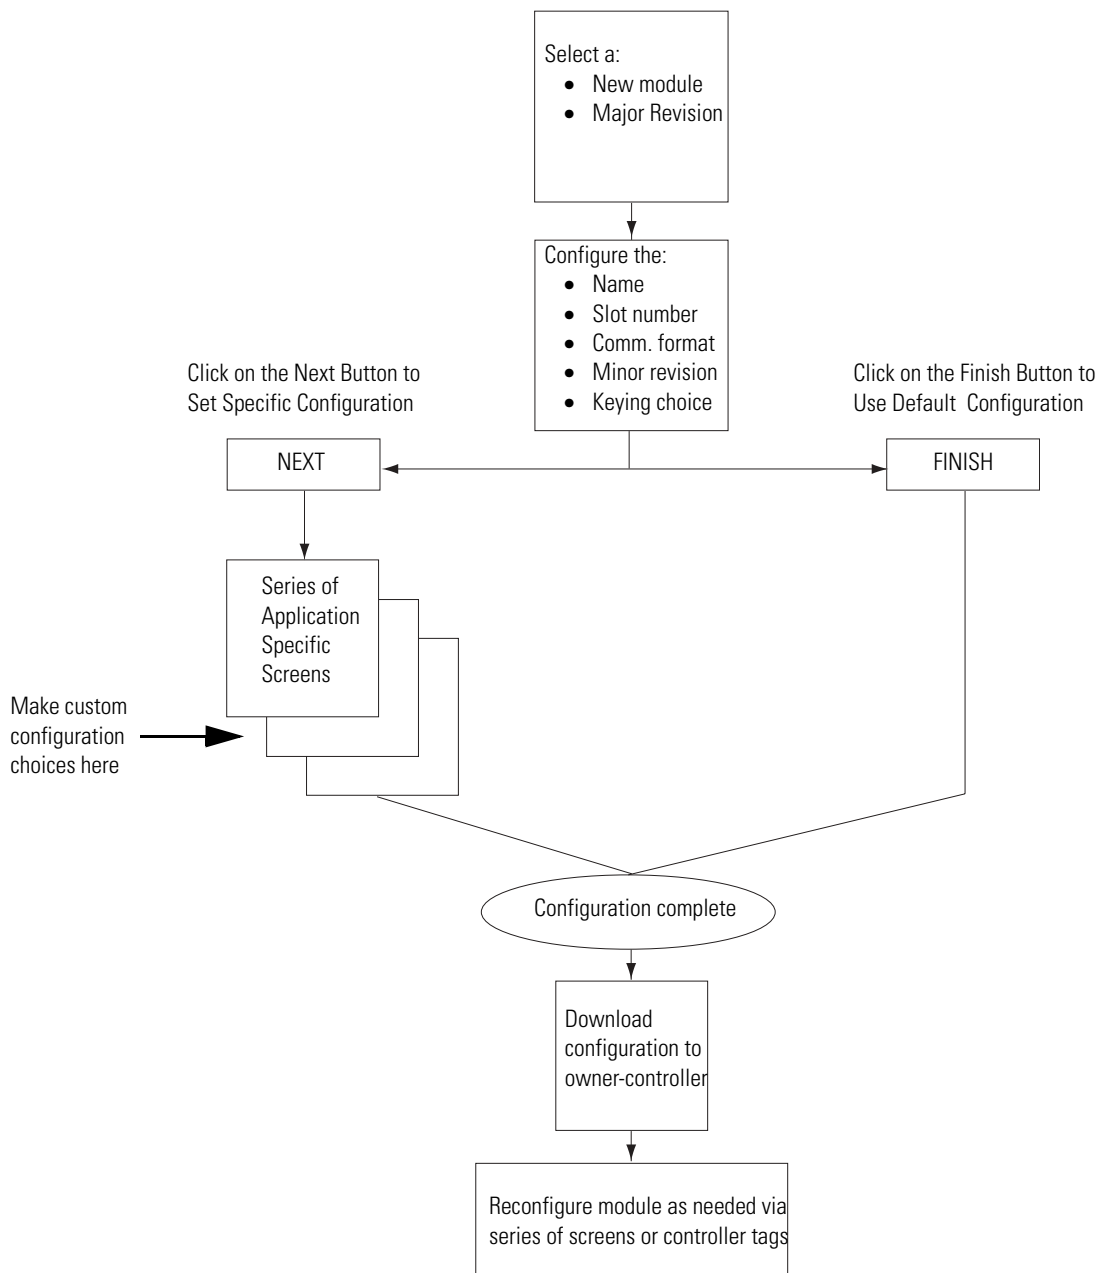 Select a:
• New module
• Major Revision
Configure the:
• Name
• Slot number
• Comm. format
• Minor revision
• Keying choice
Click on the Next Button to
Set Specific Configuration
Click on the Finish Button to
Use Default Configuration
NEXT
FINISH
Series of
Application
Specific
Screens
Make custom
configuration
choices here
Configuration complete
Download
configuration to
owner-controller
Reconfigure module as needed via
series of screens or controller tags